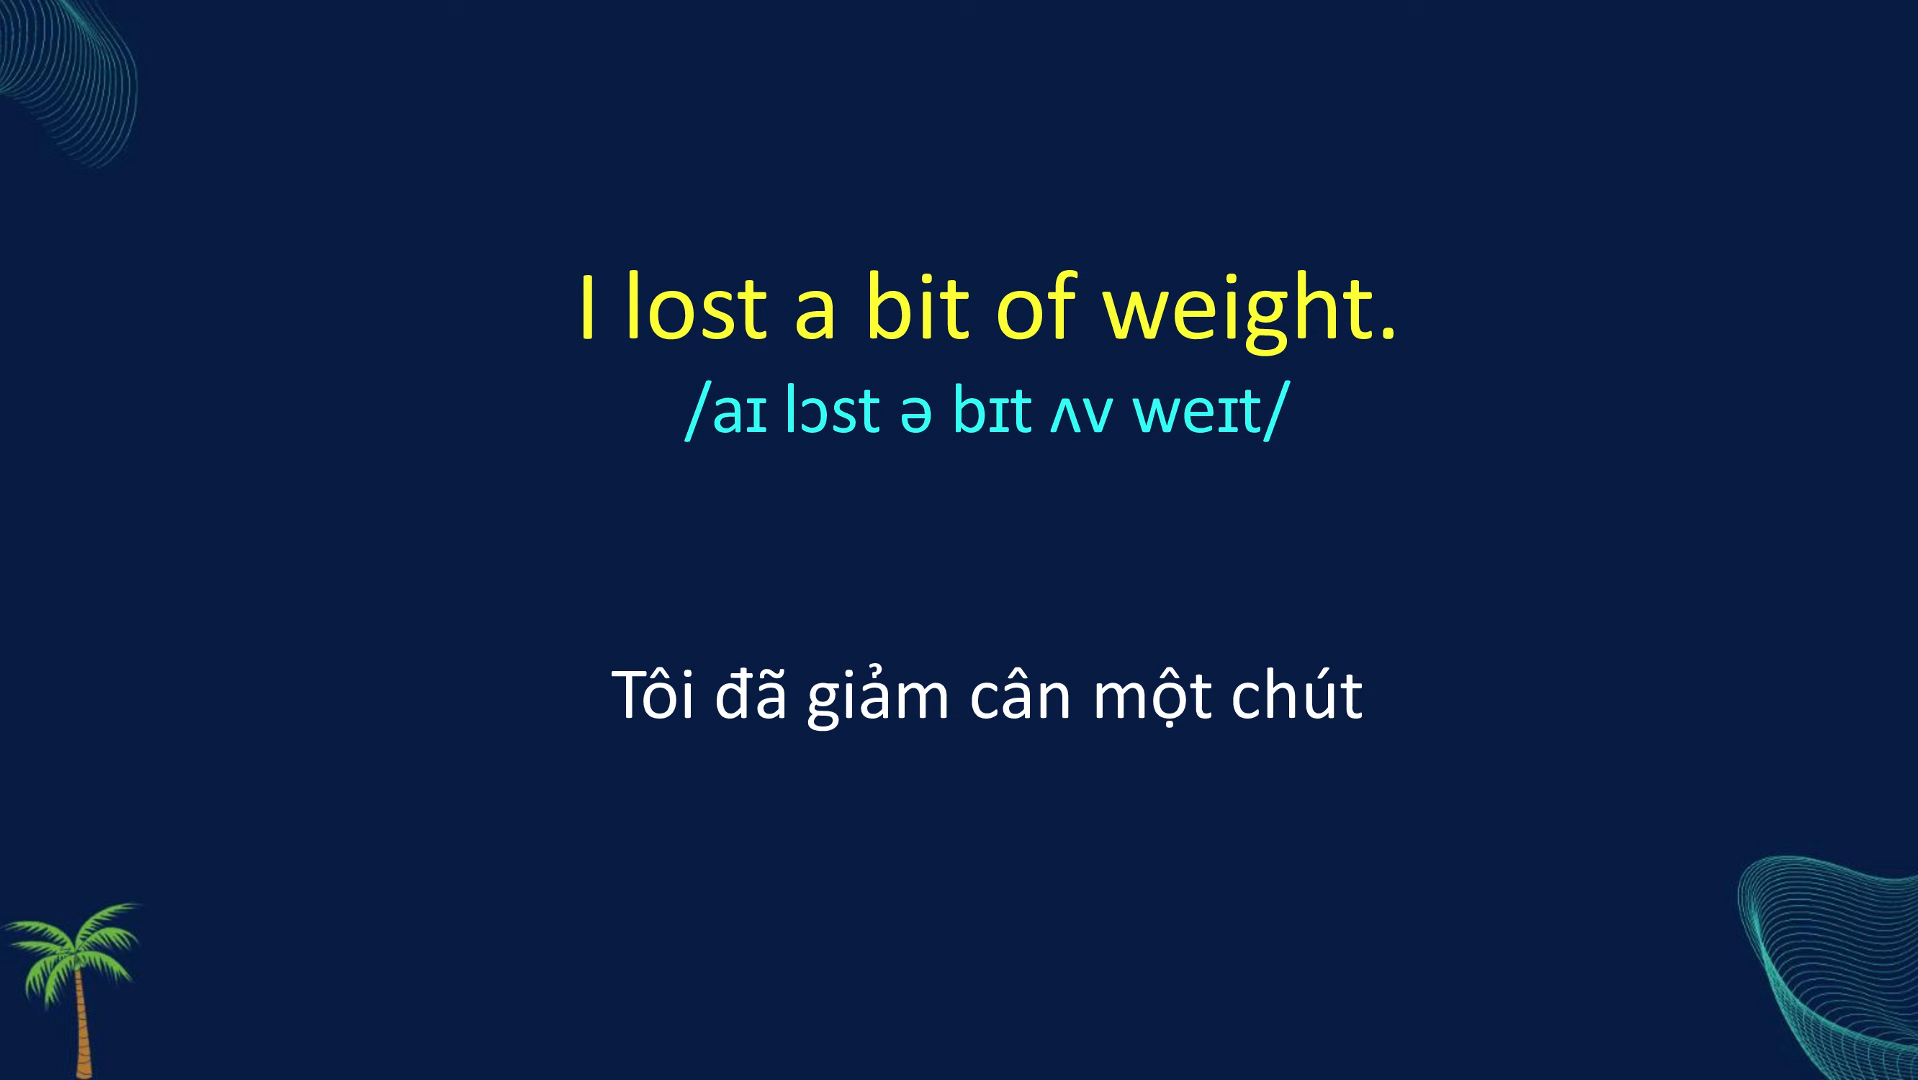 I lost a bit of weight.
/aɪ lɔst ə bɪt ʌv weɪt/
Tôi đã giảm cân một chút